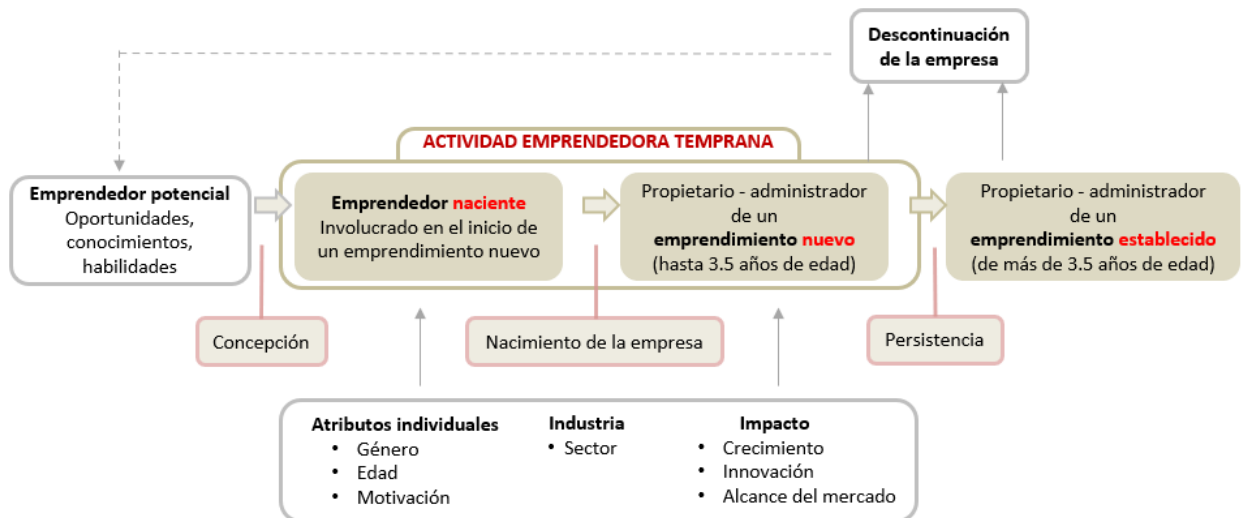 Descontinuación
de la empresa
ACTIVIDAD EMPRENDEDORA TEMPRANA
Emprendedor potencial
Oportunidades,
conocimientos,
habilidades
Emprendedor naciente
Involucrado en el inicio de
un emprendimiento nuevo
Propietario - administrador
de un
emprendimiento nuevo
(hasta 3.5 años de edad)
Propietario - administrador
de un
emprendimiento establecido
(de más de 3.5 años de edad)
Concepción
Nacimiento de la empresa
Persistencia
Atributos individuales
• Género
• Edad
• Motivación
Industria
• Sector
Impacto
• Crecimiento
• Innovación
• Alcance del mercado